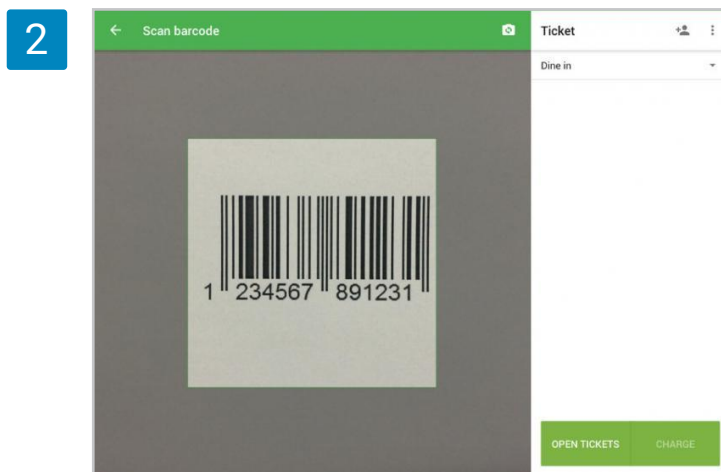 2
Scan barcode
Ticket
Dine in
1 234567 891231
OPEN TICKETS
CHARGE